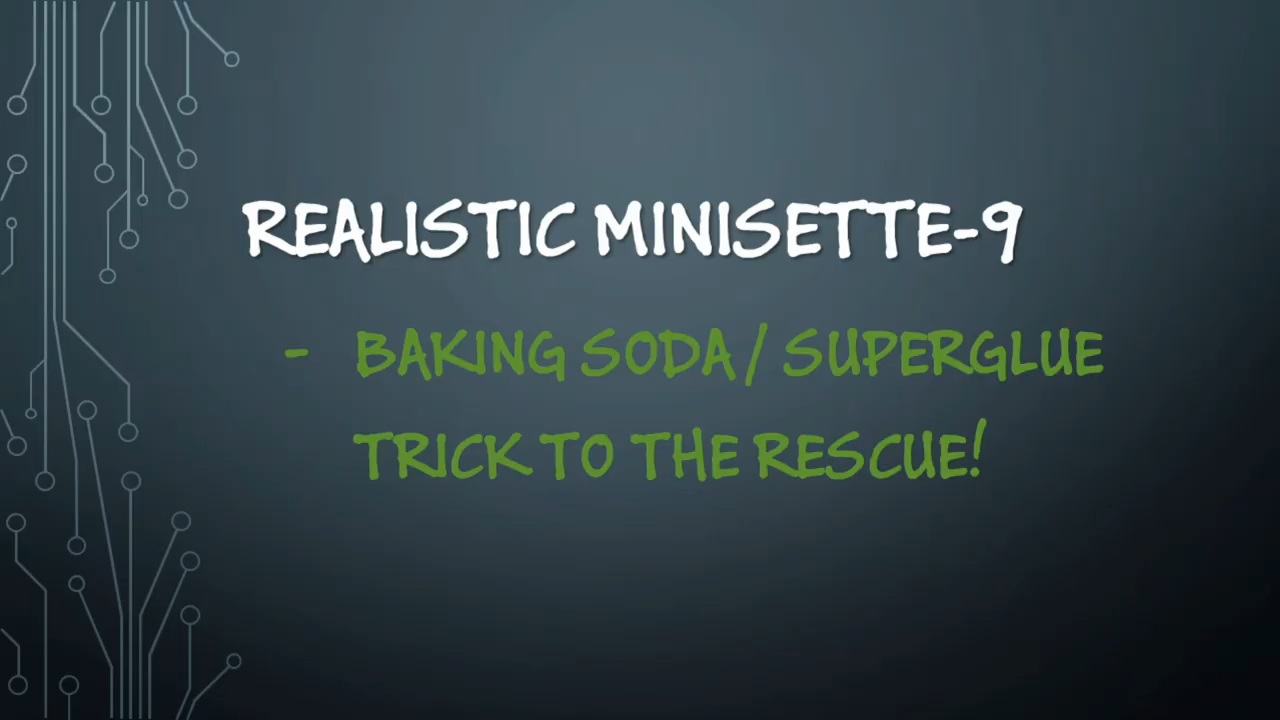 REALISTIC MINISETTE-9
- BAKING SODA / SUPERGLUE
TRICK TO THE RESCUE!